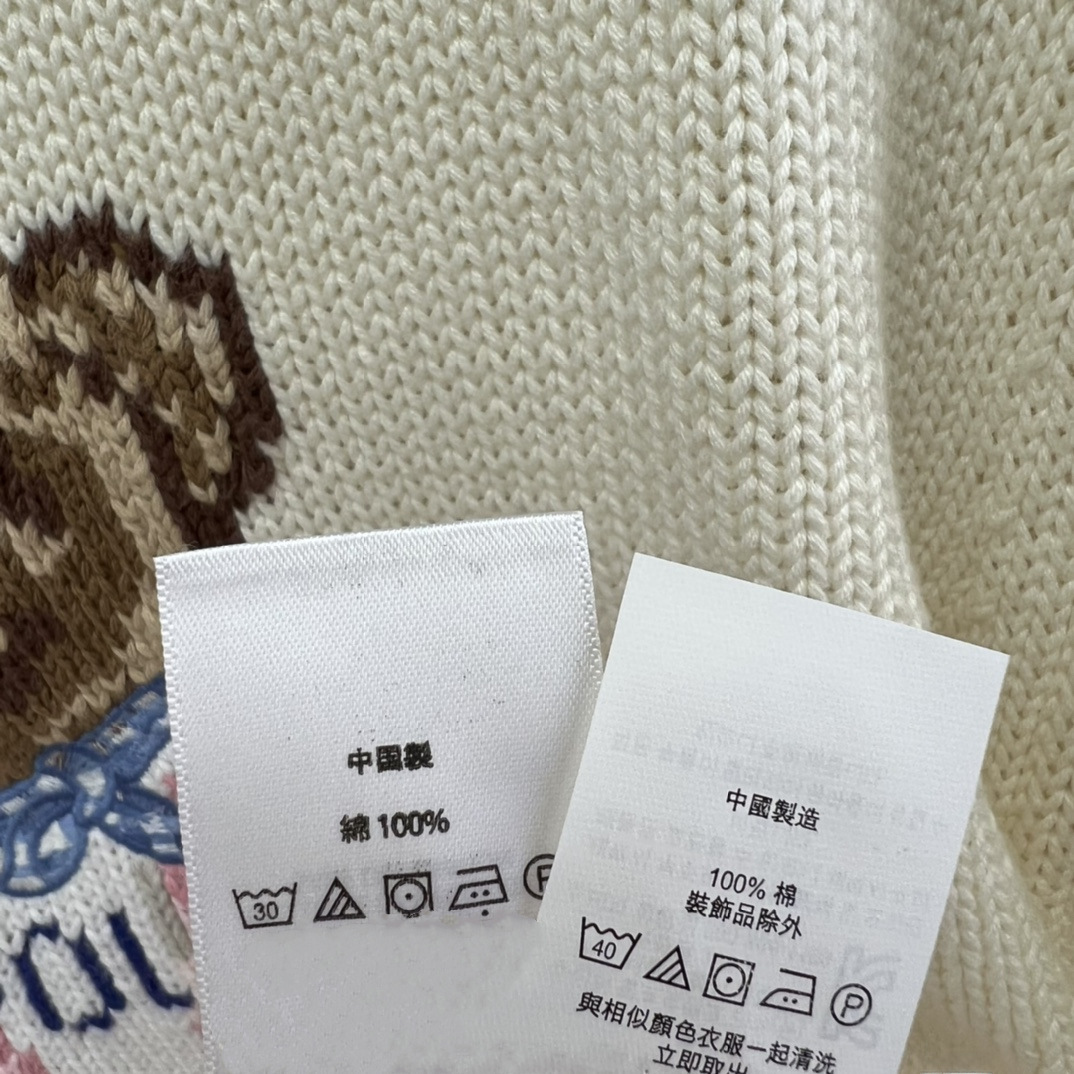 中国製
綿 100%
30
中國製造
100% 棉
裝飾品除外
40
P
與相似顏色衣服一起清洗
立即取出